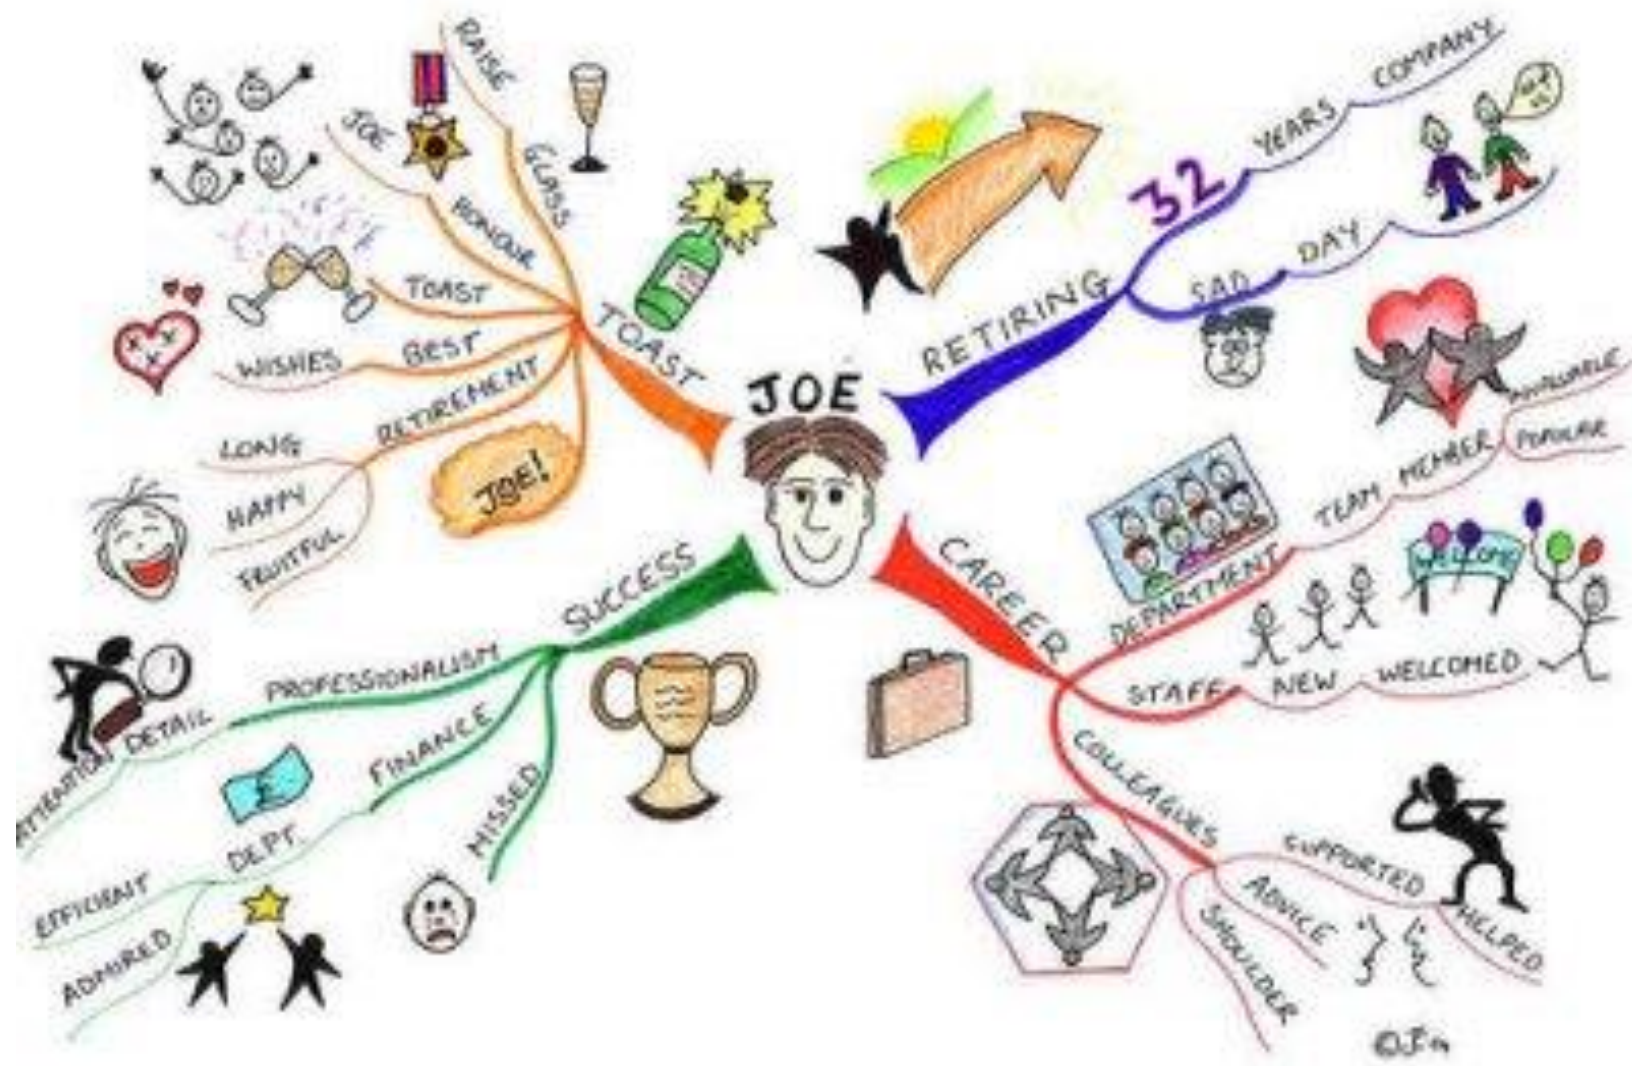 JOE
RETIRING
32
YEARS
COMPANY
SAD
DAY
CAREER
DEPARTMENT
TEAM
MEMBER
INVALUABLE
POPULAR
STAFF
NEW
WELCOMED
WELCOME
COLLEAGUES
SUPPORTED
HELPED
ADVICE
SHOULDER
SUCCESS
MISSED
FINANCE
DEPT.
EFFICIENT
ADMIRED
PROFESSIONALISM
DETAIL
ATTENTION
TOAST
JOE!
RETIREMENT
LONG
HAPPY
FRUITFUL
BEST
WISHES
TOAST
HONOUR
JOE
GLASS
RAISE